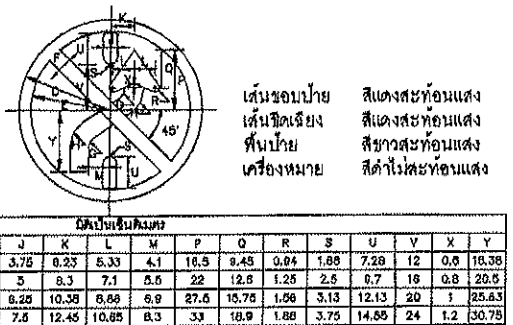 K
U
F
S
L
Q
P
C
X
E
V
R
45'
Y
S
M
U
เส้นขอบป้าย สีแดงสะท้อนแสง
เส้นขีดเฉียง สีแดงสะท้อนแสง
พื้นป้าย สีขาวสะท้อนแสง
เครื่องหมาย สีดำไม่สะท้อนแสง
มิติเป็นเซ็นติเมตร
J K L M P Q R S U V X Y
3.75 6.23 5.33 4.1 16.5 9.45 0.94 1.88 7.28 12 0.6 15.38
5 8.3 7.1 5.5 22 12.6 1.25 2.5 9.7 16 0.8 20.5
6.25 10.38 8.88 6.9 27.5 15.75 1.56 3.13 12.13 20 1 25.63
7.5 12.45 10.65 8.3 33 18.9 1.88 3.75 14.55 24 1.2 30.75